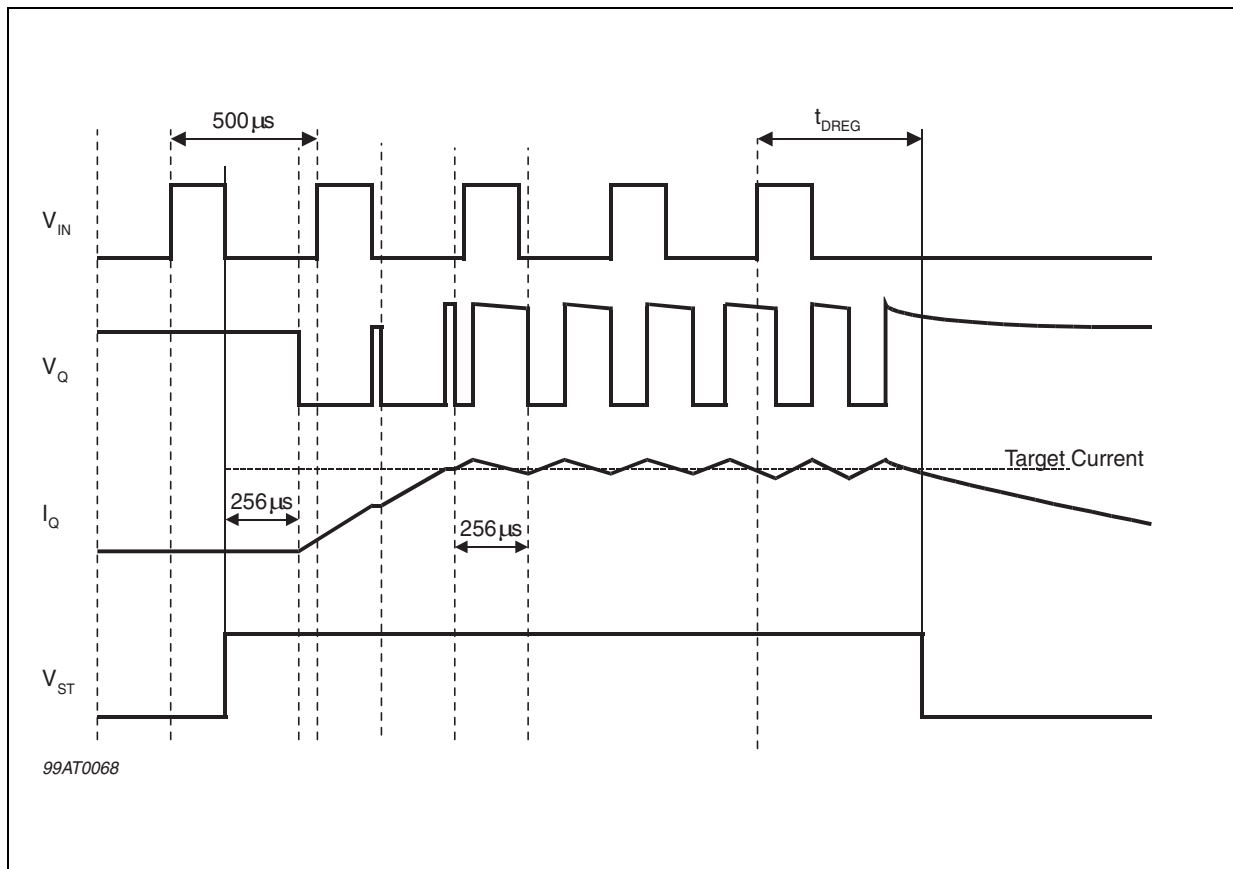 500 µs
t_DREG
V_IN
V_Q
Target Current
256 µs
I_Q
256 µs
V_ST
99AT0068